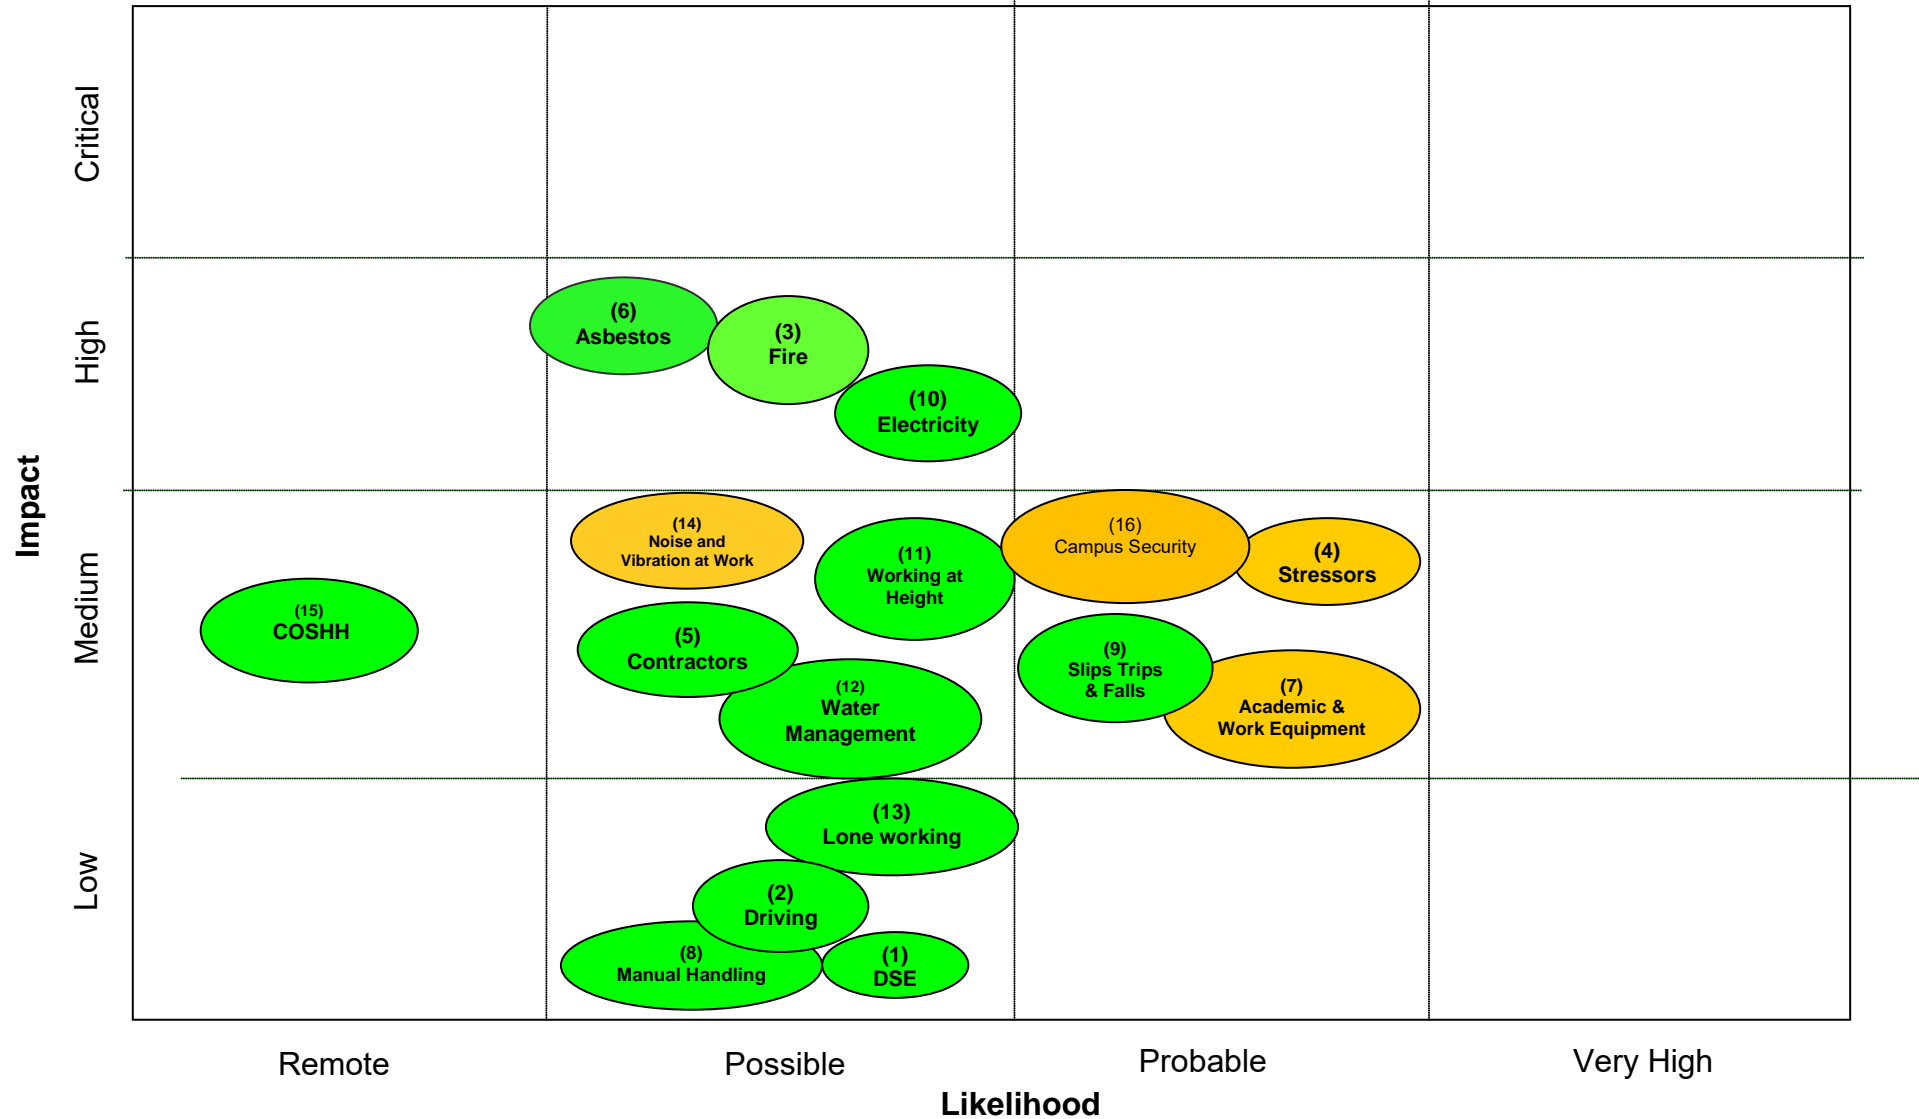 Impact
Critical
High
Medium
Low
(6)
Asbestos
(3)
Fire
(10)
Electricity
(14)
Noise and
Vibration at Work
(11)
Working at
Height
(16)
Campus Security
(4)
Stressors
(15)
COSHH
(5)
Contractors
(12)
Water
Management
(9)
Slips Trips
& Falls
(7)
Academic &
Work Equipment
(13)
Lone working
(2)
Driving
(8)
Manual Handling
(1)
DSE
Remote
Possible
Probable
Very High
Likelihood